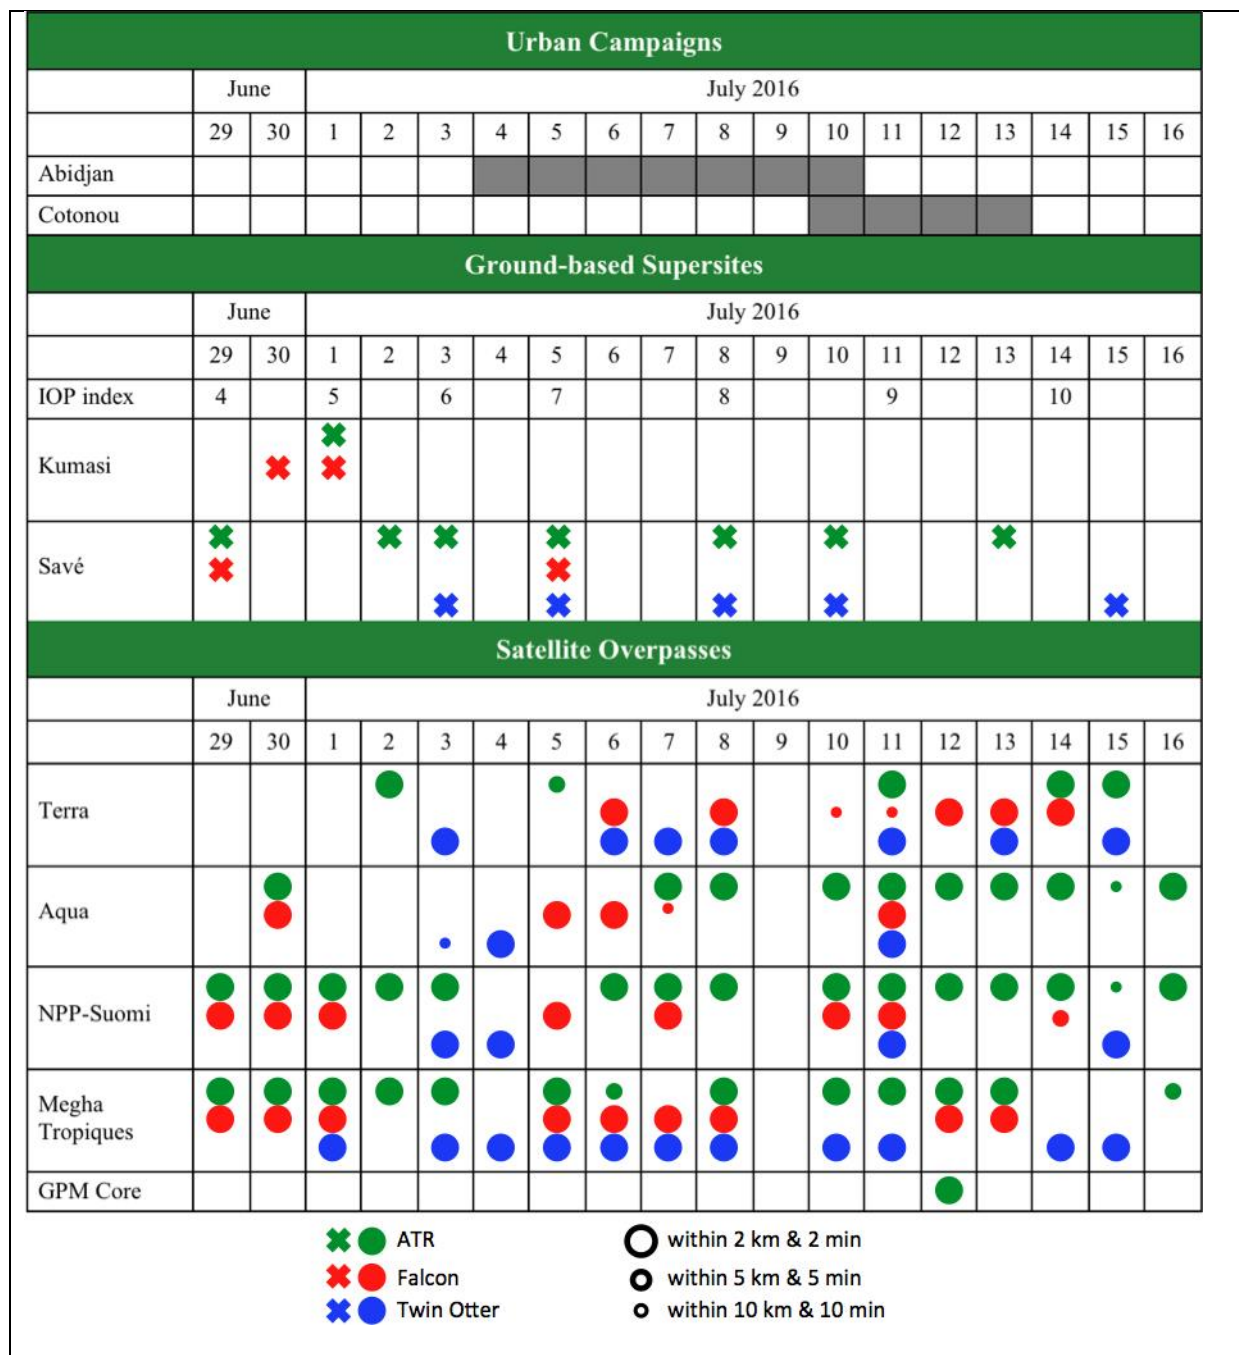 Urban Campaigns
June July 2016
29 30 1 2 3 4 5 6 7 8 9 10 11 12 13 14 15 16
Abidjan
Cotonou
Ground-based Supersites
June July 2016
29 30 1 2 3 4 5 6 7 8 9 10 11 12 13 14 15 16
IOP index 4 5 6 7 8 9 10
Kumasi
Savé
Satellite Overpasses
June July 2016
29 30 1 2 3 4 5 6 7 8 9 10 11 12 13 14 15 16
Terra
Aqua
NPP-Suomi
Megha
Tropiques
GPM Core
ATR within 2 km & 2 min
Falcon within 5 km & 5 min
Twin Otter within 10 km & 10 min